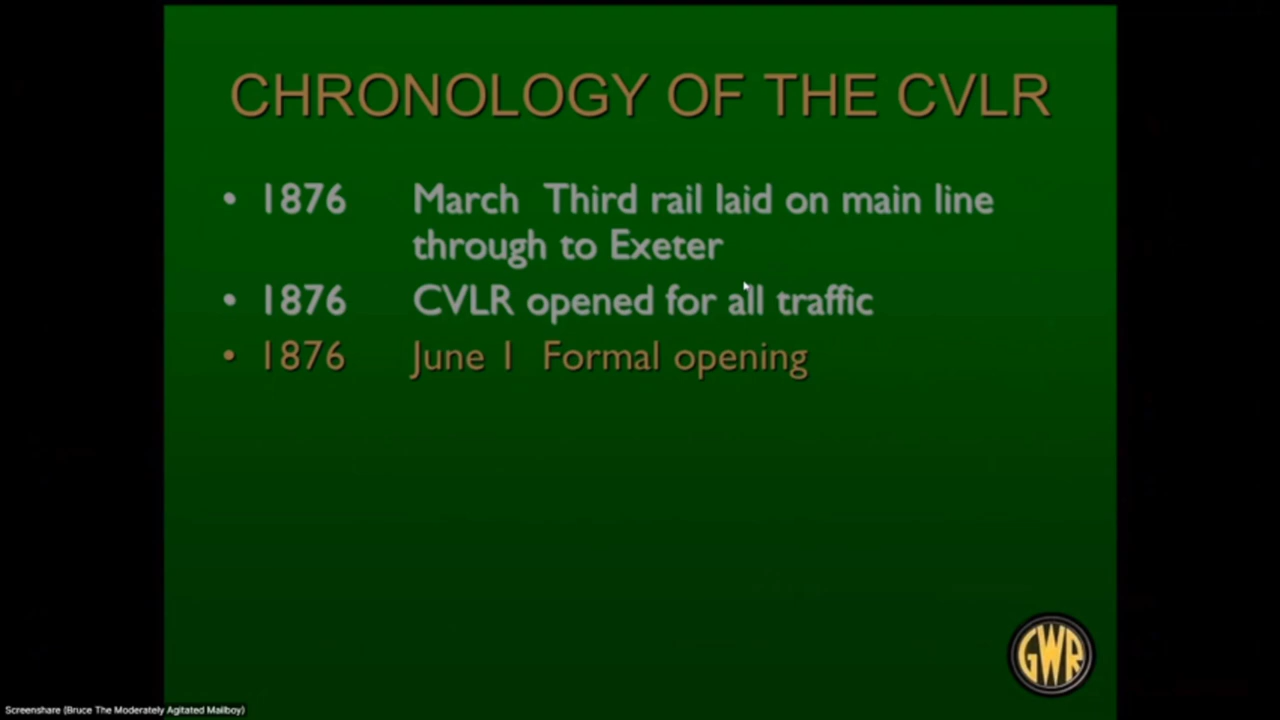 CHRONOLOGY OF THE CVLR
• 1876 March Third rail laid on main line
through to Exeter
• 1876 CVLR opened for all traffic
• 1876 June 1 Formal opening
GWR
Screenshare (Bruce The Moderately Agitated Mailboy)